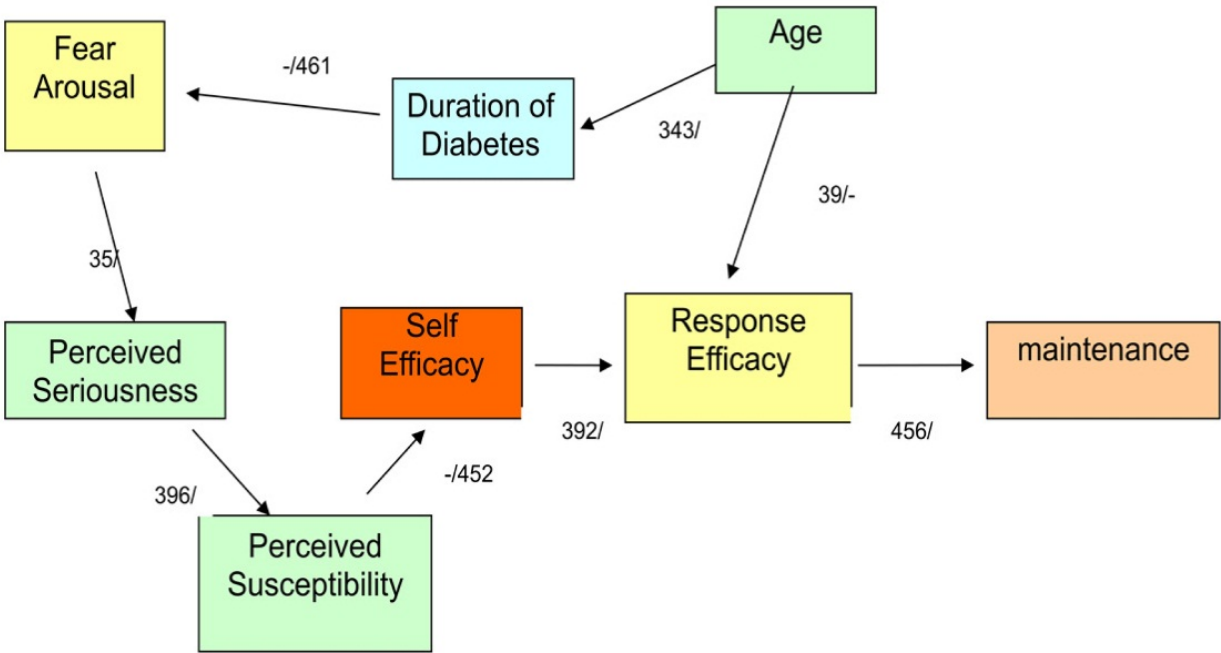 Fear
Arousal
-/461
Duration of
Diabetes
Age
343/
39/-
35/
Perceived
Seriousness
Self
Efficacy
Response
Efficacy
maintenance
392/
456/
396/
-/452
Perceived
Susceptibility